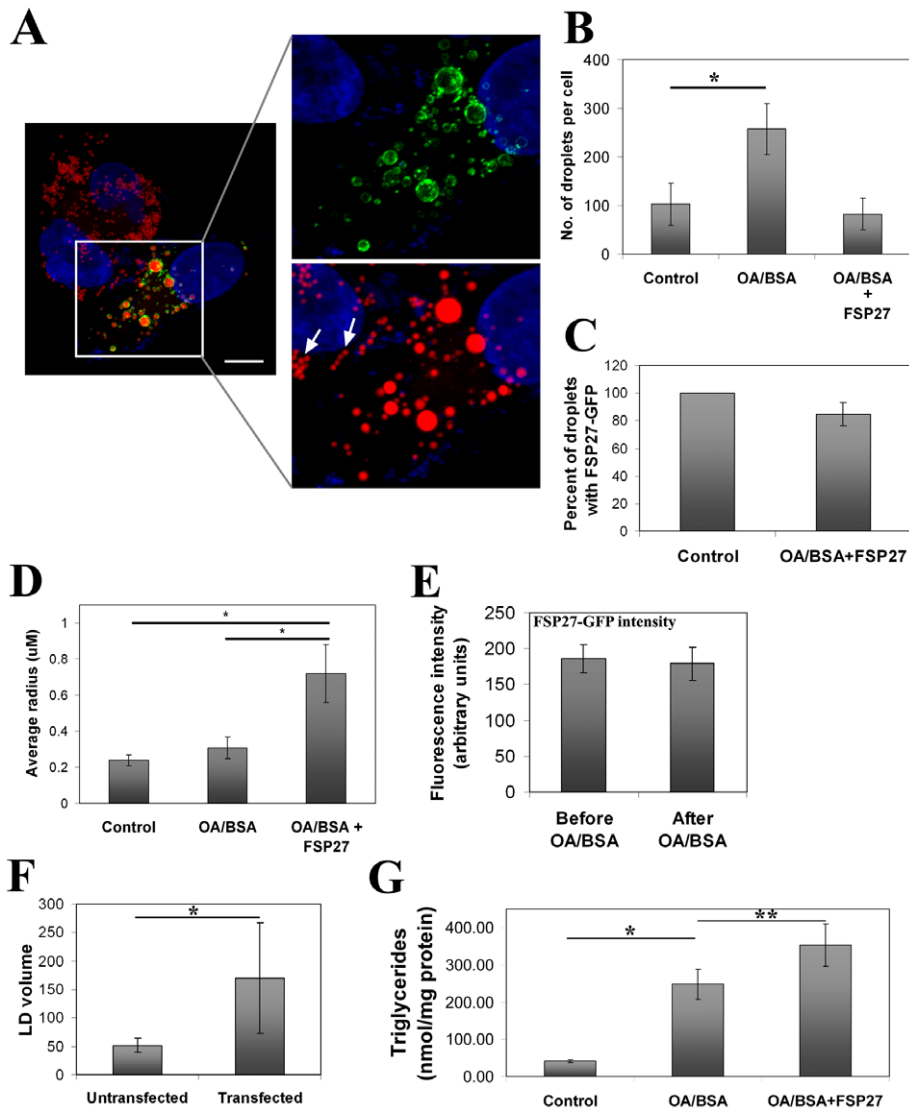 A
B
No. of droplets per cell
400
300
200
100
0
*
Control
OA/BSA
OA/BSA
+
FSP27
C
Percent of droplets
with FSP27-GFP
120
100
80
60
40
20
0
Control
OA/BSA+FSP27
D
Average radius (uM)
1
0.8
0.6
0.4
0.2
0
*
*
Control
OA/BSA
OA/BSA +
FSP27
E
FSP27-GFP intensity
Fluorescence intensity
(arbitrary units)
250
200
150
100
50
0
Before
OA/BSA
After
OA/BSA
F
LD volume
300
250
200
150
100
50
0
*
Untransfected
Transfected
G
Triglycerides
(nmol/mg protein)
400.00
300.00
200.00
100.00
0.00
*
**
Control
OA/BSA
OA/BSA+FSP27